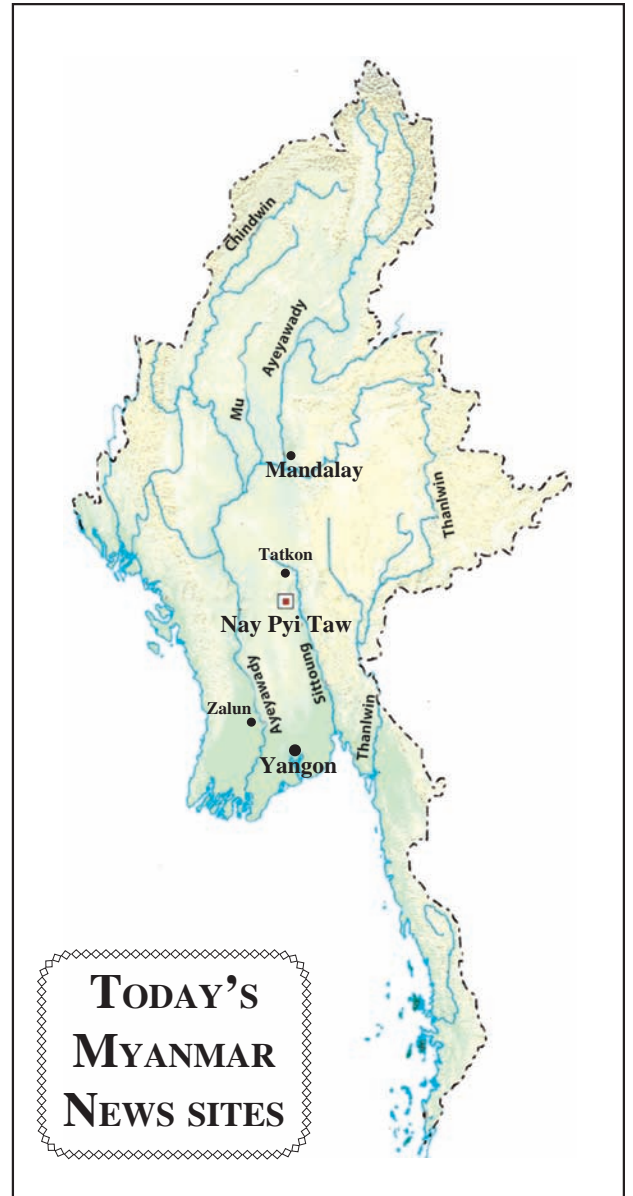 Chindwin
Ayeyawady
Mu
Mandalay
Thanlwin
Tatkon
Nay Pyi Taw
Sittoung
Ayeyawady
Zalun
Thanlwin
Yangon
TODAY'S
MYANMAR
NEWS SITES